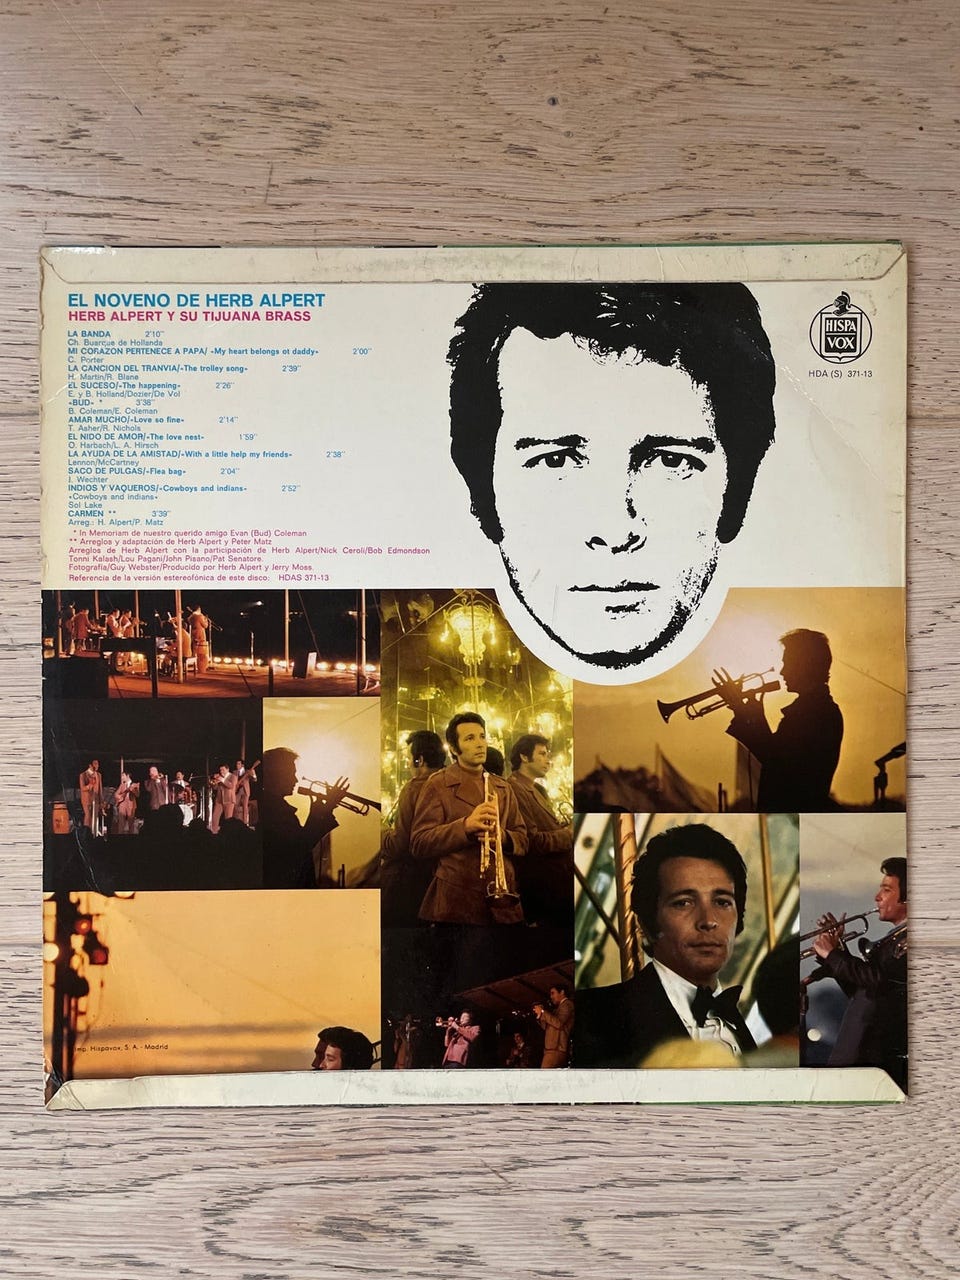 EL NOVENO DE HERB ALPERT
HERB ALPERT Y SU TIJUANA BRASS
LA BANDA 2'10''
Ch. Buarque de Hollanda
MI CORAZON PERTENECE A PAPA/ «My heart belongs ot daddy» 2'00''
C. Porter
LA CANCION DEL TRANVIA/«The trolley song» 2'39''
H. Martin/R. Blane
EL SUCESO/«The happening» 2'26''
E. y B. Holland/Dozier/De Vol
«BUD» * 3'38''
B. Coleman/E. Coleman
AMAR MUCHO/«Love so fine» 2'14''
T. Asher/R. Nichols
EL NIDO DE AMOR/«The love nest» 1'59''
O. Harbach/L. A. Hirsch
LA AYUDA DE LA AMISTAD/«With a little help my friends» 2'38''
Lennon/McCartney
SACO DE PULGAS/«Flea bag» 2'04''
J. Wechter
INDIOS Y VAQUEROS/«Cowboys and indians» 2'52''
«Cowboys and indians»
Sol Lake
CARMEN ** 3'39''
Arreg.: H. Alpert/P. Matz
* In Memoriam de nuestro querido amigo Evan (Bud) Coleman
** Arreglos y adaptación de Herb Alpert y Peter Matz
Arreglos de Herb Alpert con la participación de Herb Alpert/Nick Ceroli/Bob Edmondson
Tonni Kalash/Lou Pagani/John Pisano/Pat Senatore.
Fotografía/Guy Webster/Producido por Herb Alpert y Jerry Moss.
Referencia de la versión estereofónica de este disco: HDAS 371-13
HISPA
VOX
HDA (S) 371-13
Imp. Hispavox, S. A. - Madrid